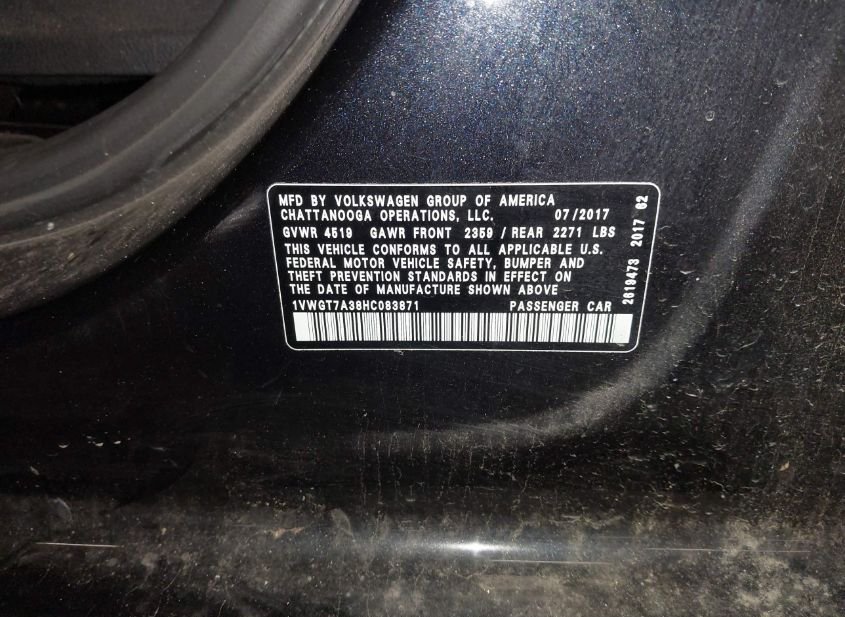 MFD BY VOLKSWAGEN GROUP OF AMERICA
CHATTANOOGA OPERATIONS, LLC. 07/2017
GVWR 4519 GAWR FRONT 2359 / REAR 2271 LBS
THIS VEHICLE CONFORMS TO ALL APPLICABLE U.S.
FEDERAL MOTOR VEHICLE SAFETY, BUMPER AND
THEFT PREVENTION STANDARDS IN EFFECT ON
THE DATE OF MANUFACTURE SHOWN ABOVE
1VWGT7A38HC083871 PASSENGER CAR
2619473 2017 62